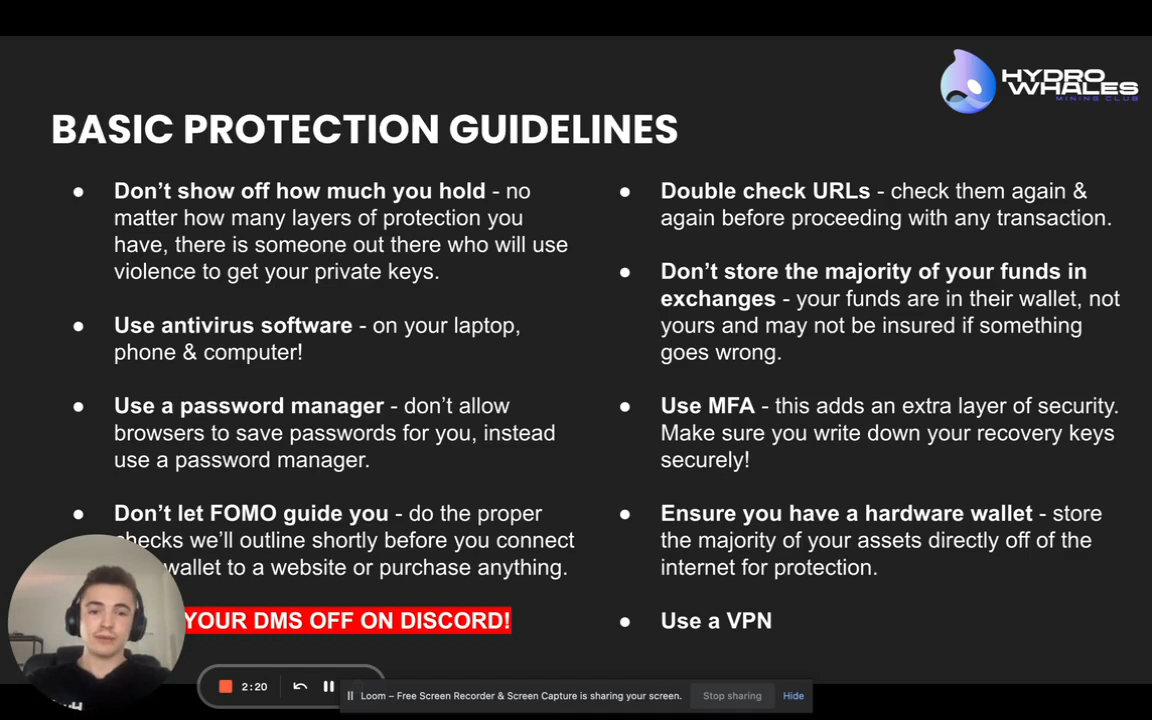 HYDRO
WHALES
MINING CLUB
BASIC PROTECTION GUIDELINES
● Don’t show off how much you hold - no
matter how many layers of protection you
have, there is someone out there who will use
violence to get your private keys.
● Use antivirus software - on your laptop,
phone & computer!
● Use a password manager - don’t allow
browsers to save passwords for you, instead
use a password manager.
● Don’t let FOMO guide you - do the proper
checks we’ll outline shortly before you connect
wallet to a website or purchase anything.
YOUR DMS OFF ON DISCORD!
● Double check URLs - check them again &
again before proceeding with any transaction.
● Don’t store the majority of your funds in
exchanges - your funds are in their wallet, not
yours and may not be insured if something
goes wrong.
● Use MFA - this adds an extra layer of security.
Make sure you write down your recovery keys
securely!
● Ensure you have a hardware wallet - store
the majority of your assets directly off of the
internet for protection.
● Use a VPN
2:20
Loom – Free Screen Recorder & Screen Capture is sharing your screen.
Stop sharing
Hide